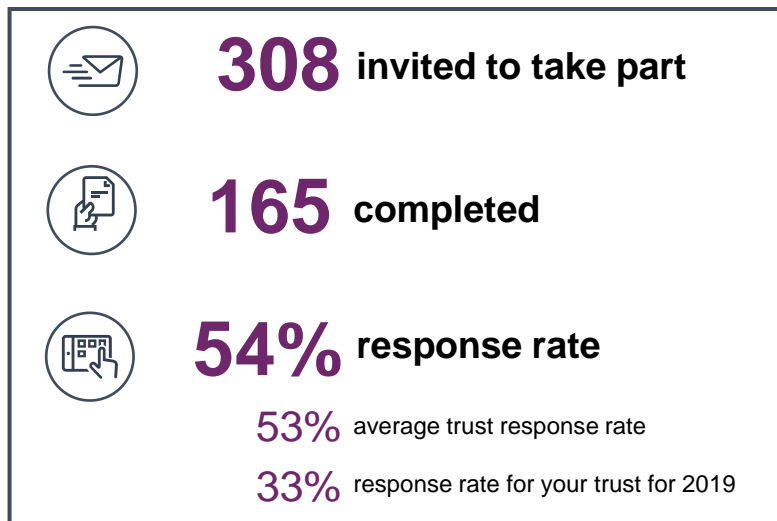 308 invited to take part
165 completed
54% response rate
53% average trust response rate
33% response rate for your trust for 2019